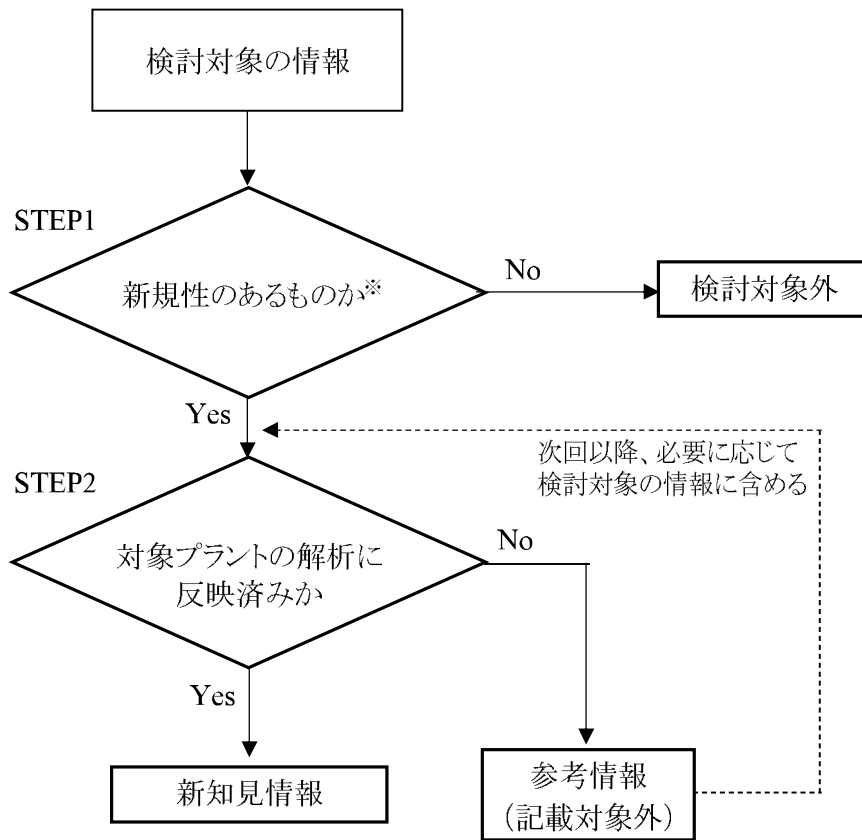 検討対象の情報
STEP1
新規性のあるものか※
No
検討対象外
Yes
次回以降、必要に応じて
検討対象の情報に含める
STEP2
対象プラントの解析に
反映済みか
No
Yes
新知見情報
参考情報
(記載対象外)